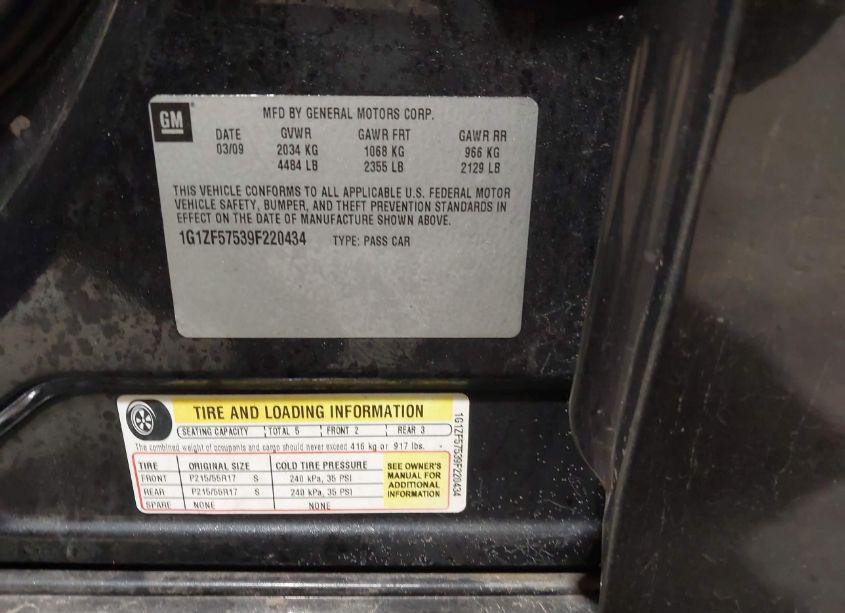 GM
MFD BY GENERAL MOTORS CORP.
DATE GVWR GAWR FRT GAWR RR
03/09 2034 KG 1068 KG 966 KG
4484 LB 2355 LB 2129 LB
THIS VEHICLE CONFORMS TO ALL APPLICABLE U.S. FEDERAL MOTOR
VEHICLE SAFETY, BUMPER, AND THEFT PREVENTION STANDARDS IN
EFFECT ON THE DATE OF MANUFACTURE SHOWN ABOVE.
1G1ZF57539F220434 TYPE: PASS CAR
TIRE AND LOADING INFORMATION
SEATING CAPACITY TOTAL 5 FRONT 2 REAR 3
The combined weight of occupants and cargo should never exceed 416 kg or 917 lbs.
TIRE ORIGINAL SIZE COLD TIRE PRESSURE
FRONT P215/55R17 S 240 kPa, 35 PSI
REAR P215/55R17 S 240 kPa, 35 PSI
SPARE NONE NONE
SEE OWNER'S
MANUAL FOR
ADDITIONAL
INFORMATION
1G1ZF57539F220434